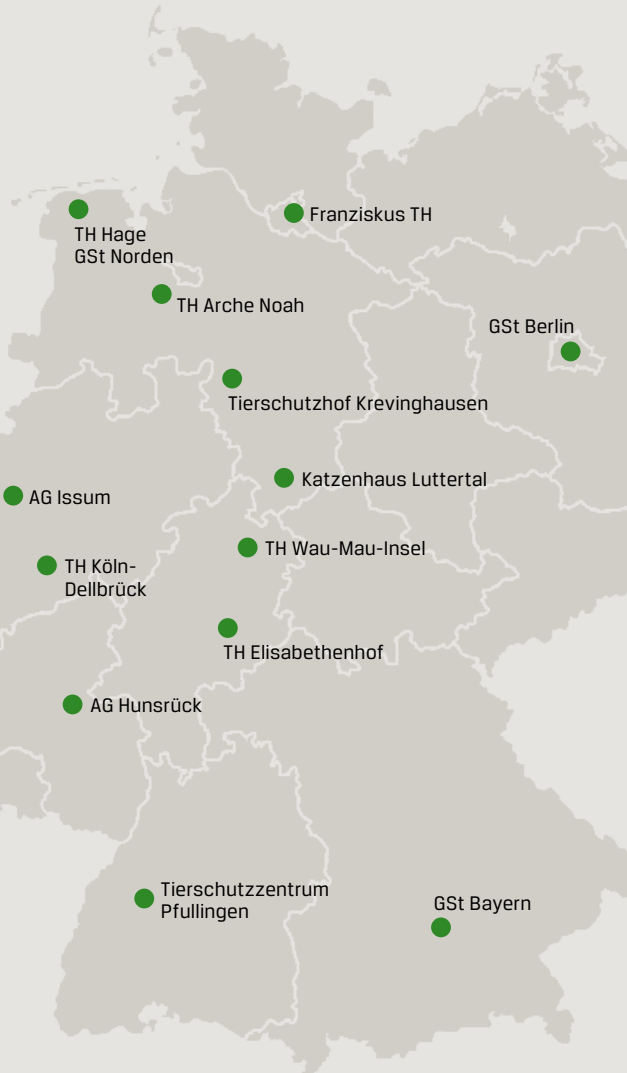 Franziskus TH
TH Hage
GSt Norden
TH Arche Noah
GSt Berlin
Tierschutzhof Krevinghausen
Katzenhaus Luttertal
AG Issum
TH Wau-Mau-Insel
TH Köln-
Dellbrück
TH Elisabethenhof
AG Hunsrück
Tierschutzzentrum
Pfullingen
GSt Bayern